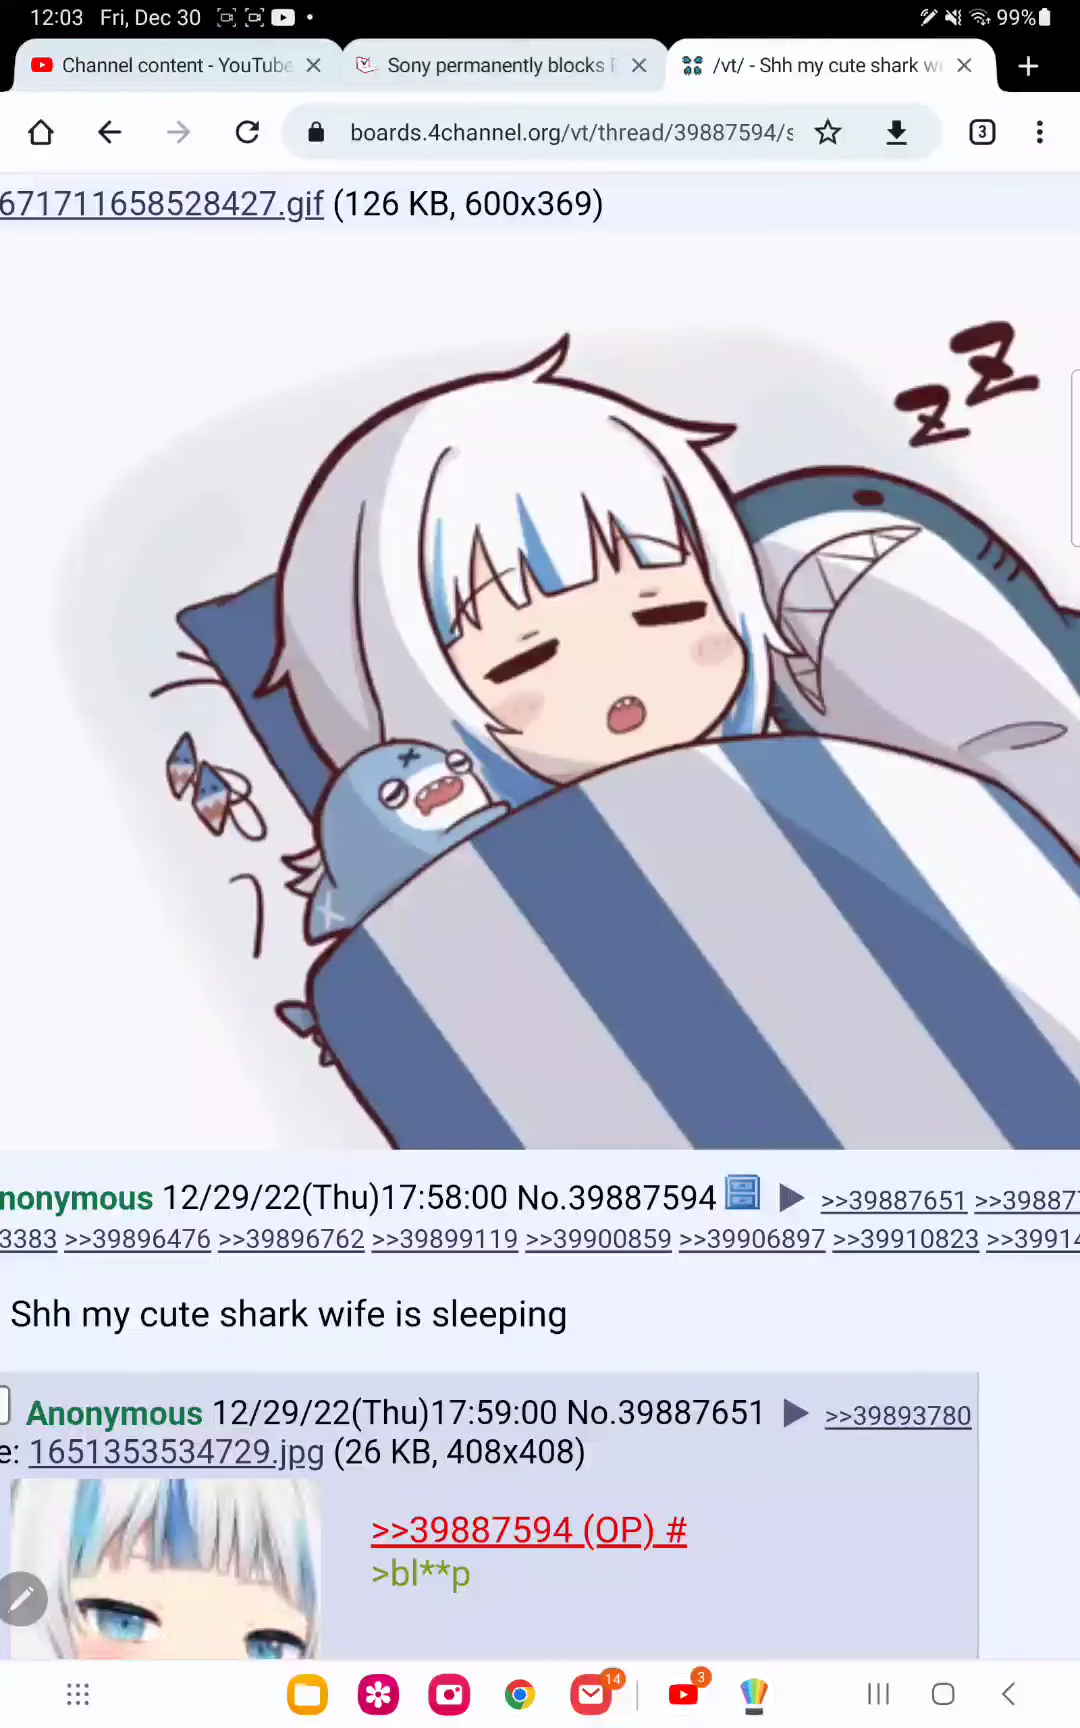 12:03 Fri, Dec 30 99%
Channel content - YouTube Sony permanently blocks /vt/ - Shh my cute shark w
boards.4channel.org/vt/thread/39887594/s 3
671711658528427.gif (126 KB, 600x369)
z z
nonymous 12/29/22(Thu)17:58:00 No.39887594 ▶ >>39887651 >>39887
3383 >>39896476 >>39896762 >>39899119 >>39900859 >>39906897 >>39910823 >>3991
Shh my cute shark wife is sleeping
Anonymous 12/29/22(Thu)17:59:00 No.39887651 ▶ >>39893780
e: 1651353534729.jpg (26 KB, 408x408)
>>39887594 (OP) #
>bl**p
14 3